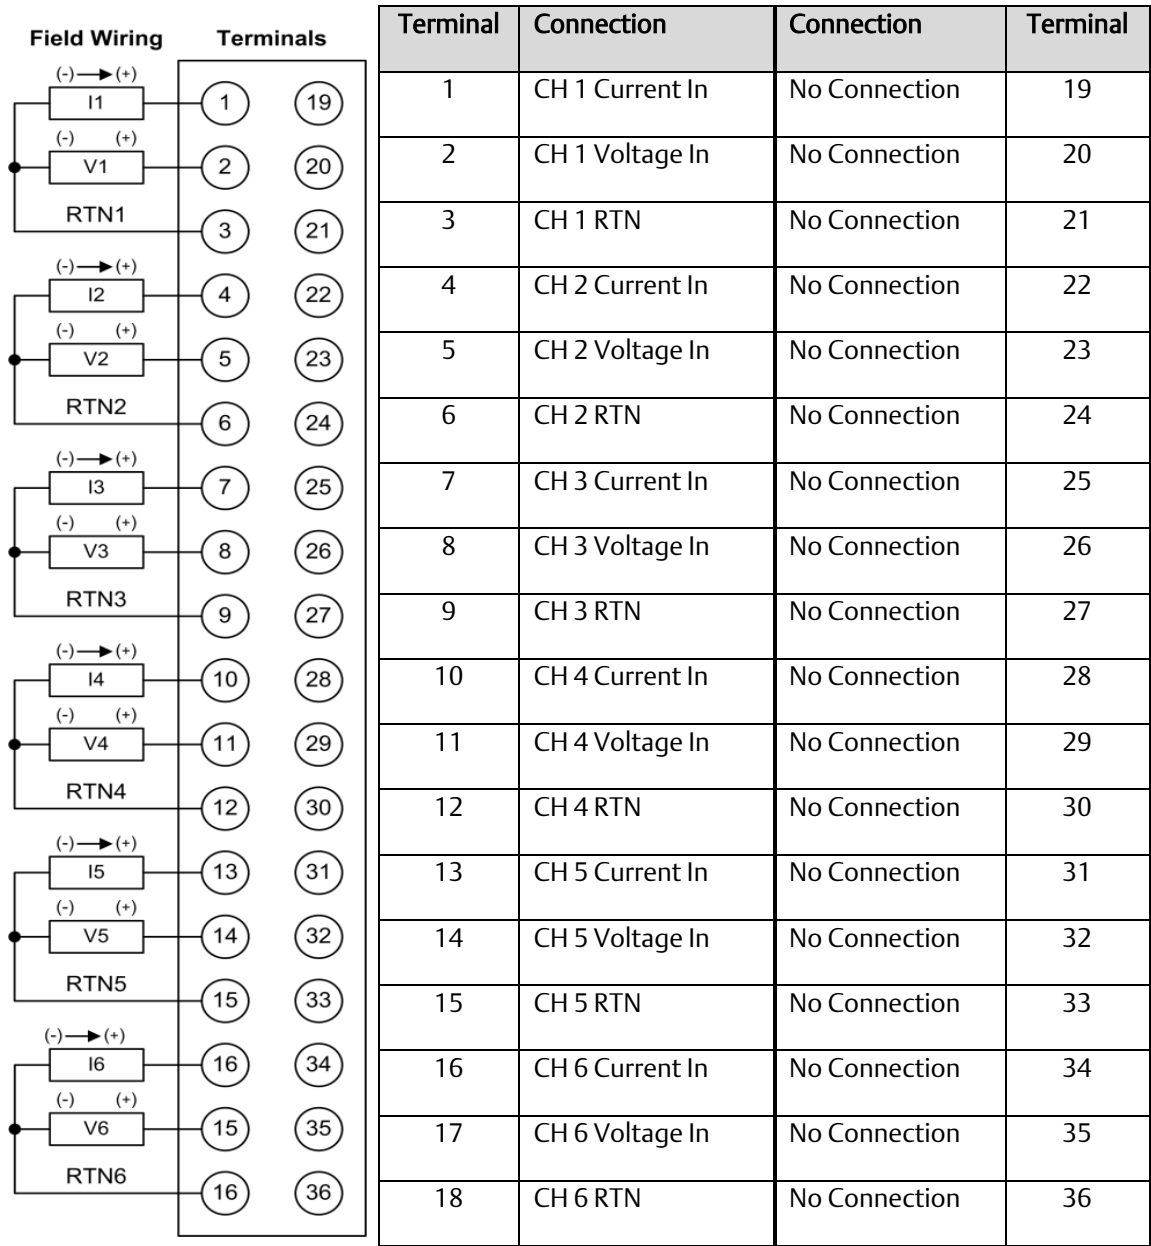 Field Wiring Terminals
(-) (+)
I1 1 19
(-) (+)
V1 2 20
RTN1
3 21
(-) (+)
I2 4 22
(-) (+)
V2 5 23
RTN2
6 24
(-) (+)
I3 7 25
(-) (+)
V3 8 26
RTN3
9 27
(-) (+)
I4 10 28
(-) (+)
V4 11 29
RTN4
12 30
(-) (+)
I5 13 31
(-) (+)
V5 14 32
RTN5
15 33
(-) (+)
I6 16 34
(-) (+)
V6 15 35
RTN6
16 36
Terminal Connection Connection Terminal
1 CH 1 Current In No Connection 19
2 CH 1 Voltage In No Connection 20
3 CH 1 RTN No Connection 21
4 CH 2 Current In No Connection 22
5 CH 2 Voltage In No Connection 23
6 CH 2 RTN No Connection 24
7 CH 3 Current In No Connection 25
8 CH 3 Voltage In No Connection 26
9 CH 3 RTN No Connection 27
10 CH 4 Current In No Connection 28
11 CH 4 Voltage In No Connection 29
12 CH 4 RTN No Connection 30
13 CH 5 Current In No Connection 31
14 CH 5 Voltage In No Connection 32
15 CH 5 RTN No Connection 33
16 CH 6 Current In No Connection 34
17 CH 6 Voltage In No Connection 35
18 CH 6 RTN No Connection 36